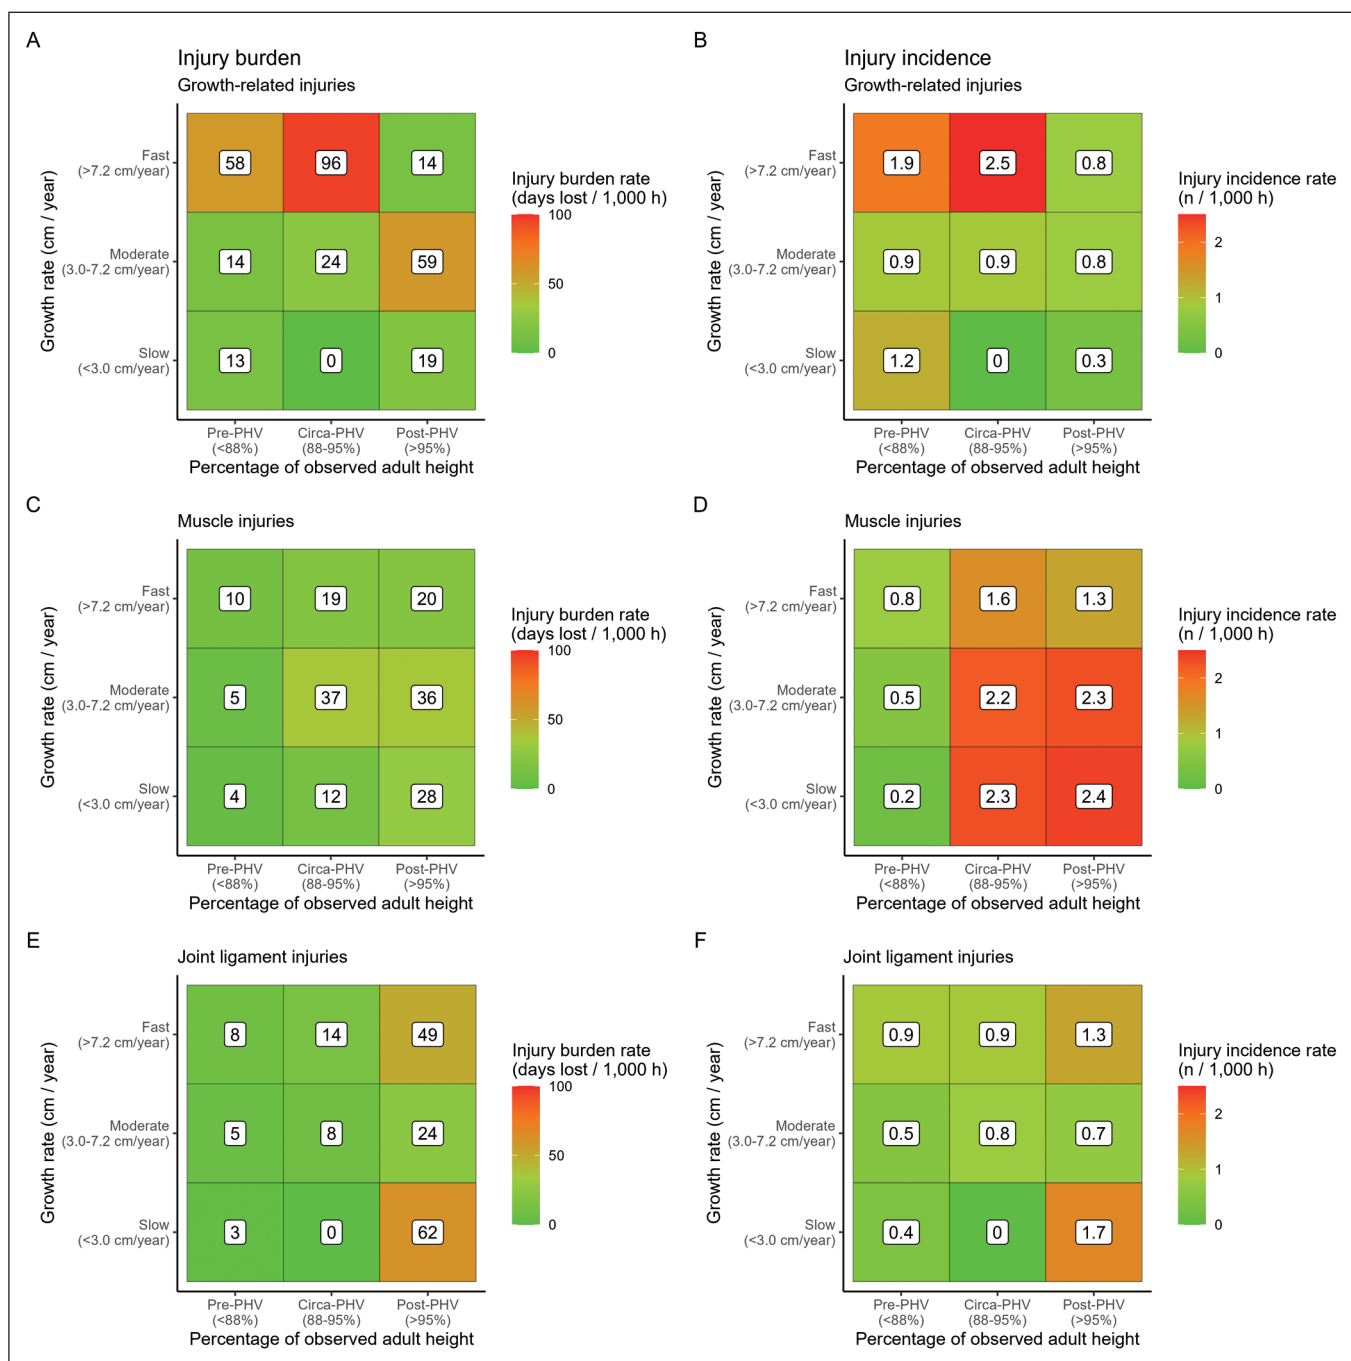 A
Injury burden
Growth-related injuries
Growth rate (cm / year)
Fast
(>7.2 cm/year)
58 96 14
Moderate
(3.0-7.2 cm/year)
14 24 59
Slow
(<3.0 cm/year)
13 0 19
Pre-PHV Circa-PHV Post-PHV
(<88%) (88-95%) (>95%)
Percentage of observed adult height
Injury burden rate
(days lost / 1,000 h)
100
50
0
B
Injury incidence
Growth-related injuries
Growth rate (cm / year)
Fast
(>7.2 cm/year)
1.9 2.5 0.8
Moderate
(3.0-7.2 cm/year)
0.9 0.9 0.8
Slow
(<3.0 cm/year)
1.2 0 0.3
Pre-PHV Circa-PHV Post-PHV
(<88%) (88-95%) (>95%)
Percentage of observed adult height
Injury incidence rate
(n / 1,000 h)
2
1
0
C
Muscle injuries
Growth rate (cm / year)
Fast
(>7.2 cm/year)
10 19 20
Moderate
(3.0-7.2 cm/year)
5 37 36
Slow
(<3.0 cm/year)
4 12 28
Pre-PHV Circa-PHV Post-PHV
(<88%) (88-95%) (>95%)
Percentage of observed adult height
Injury burden rate
(days lost / 1,000 h)
100
50
0
D
Muscle injuries
Growth rate (cm / year)
Fast
(>7.2 cm/year)
0.8 1.6 1.3
Moderate
(3.0-7.2 cm/year)
0.5 2.2 2.3
Slow
(<3.0 cm/year)
0.2 2.3 2.4
Pre-PHV Circa-PHV Post-PHV
(<88%) (88-95%) (>95%)
Percentage of observed adult height
Injury incidence rate
(n / 1,000 h)
2
1
0
E
Joint ligament injuries
Growth rate (cm / year)
Fast
(>7.2 cm/year)
8 14 49
Moderate
(3.0-7.2 cm/year)
5 8 24
Slow
(<3.0 cm/year)
3 0 62
Pre-PHV Circa-PHV Post-PHV
(<88%) (88-95%) (>95%)
Percentage of observed adult height
Injury burden rate
(days lost / 1,000 h)
100
50
0
F
Joint ligament injuries
Growth rate (cm / year)
Fast
(>7.2 cm/year)
0.9 0.9 1.3
Moderate
(3.0-7.2 cm/year)
0.5 0.8 0.7
Slow
(<3.0 cm/year)
0.4 0 1.7
Pre-PHV Circa-PHV Post-PHV
(<88%) (88-95%) (>95%)
Percentage of observed adult height
Injury incidence rate
(n / 1,000 h)
2
1
0